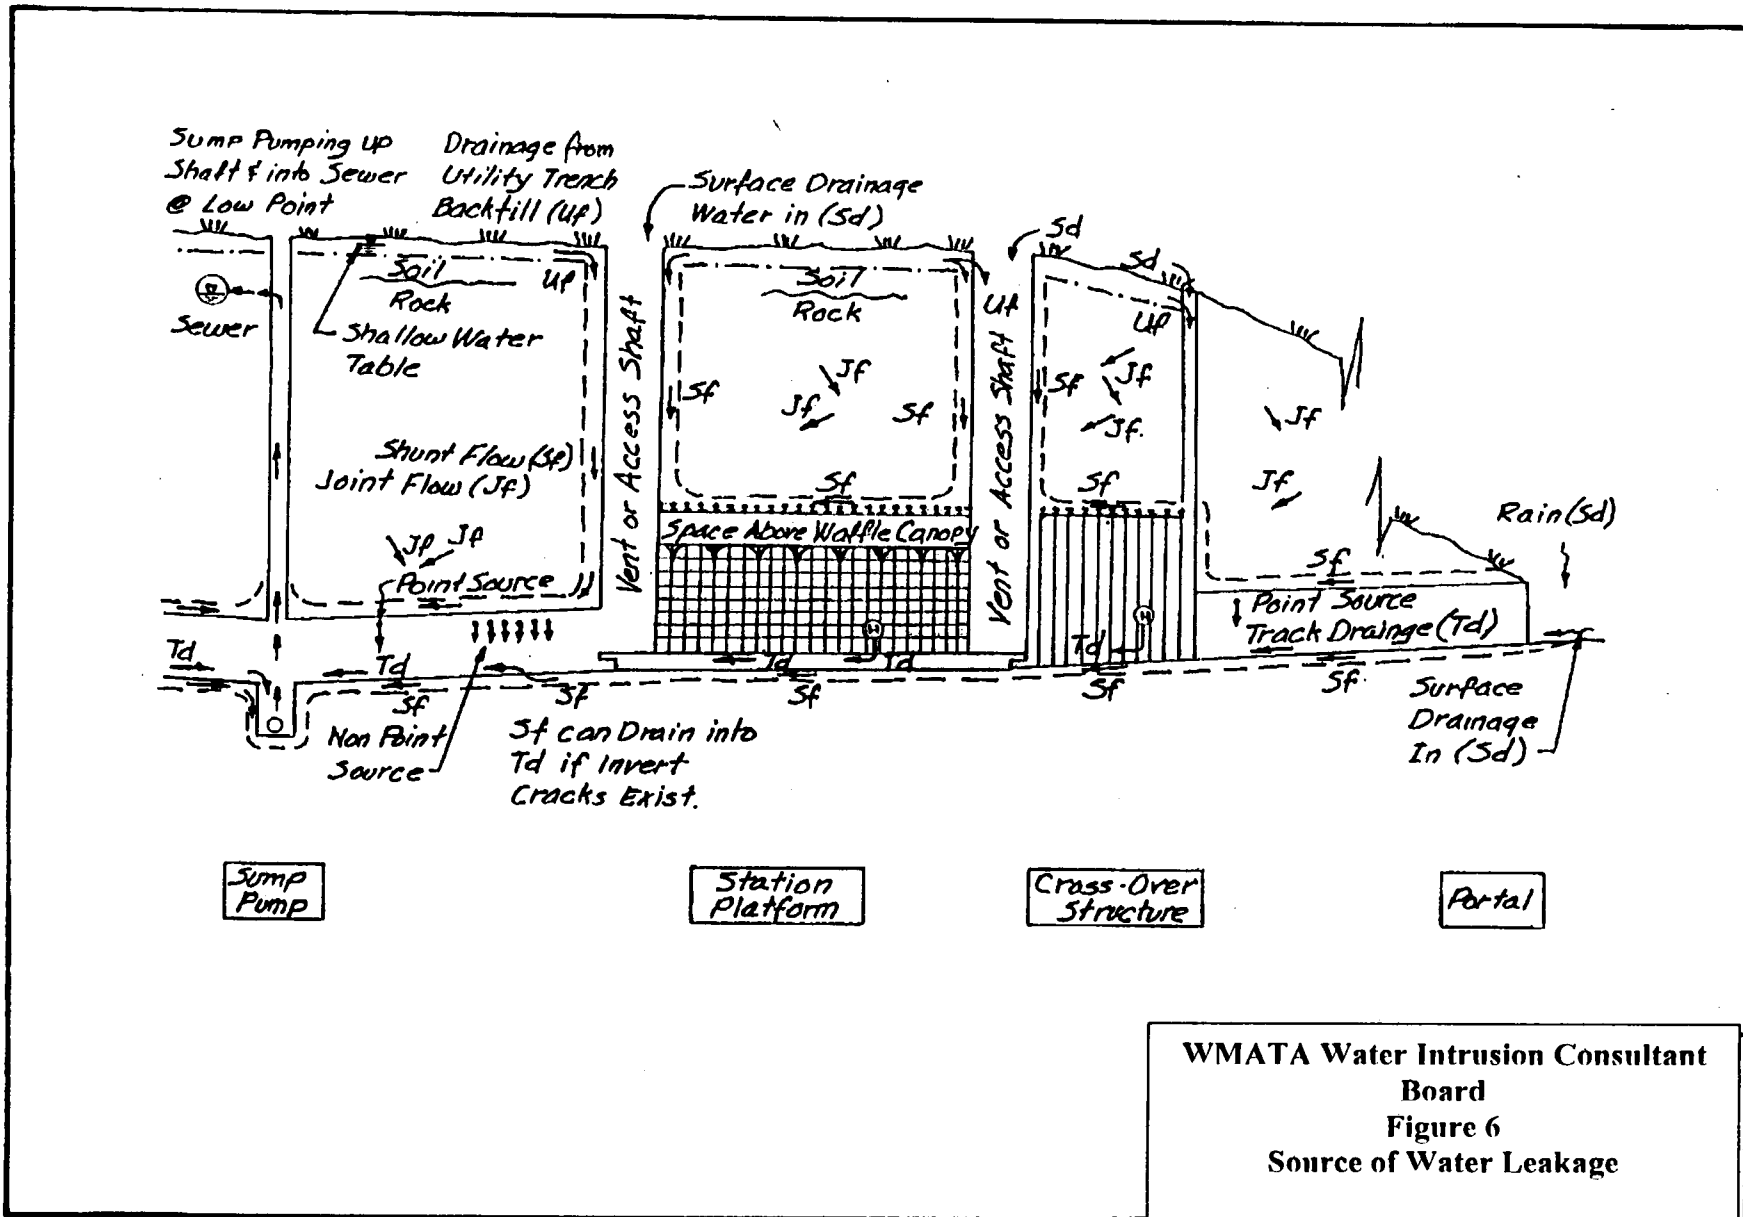 Sump Pumping up
Shaft & into Sewer
@ Low Point
Drainage from
Utility Trench
Backfill (Uf)
Surface Drainage
Water in (Sd)
Sd
Sd
Soil
Rock
Uf
Sewer
Shallow Water
Table
Vent or Access Shaft
Soil
Rock
Uf
Vent or Access Shaft
Uf
Sf
Jf
Jf
Sf
Sf
Jf
Jf.
Jf
Jf
Shunt Flow (Sf)
Joint Flow (Jf)
Sf
Sf
Rain (Sd)
Space Above Waffle Canopy
Jf
Jf
Point Source
Sf
Point Source
Track Drainge (Td)
H
H
Td
Td
Td
Td
Td
Sf
Sf
Sf
Sf
Sf
Non Point
Source
Sf can Drain into
Td if Invert
Cracks Exist.
Surface
Drainage
In (Sd)
Sump
Pump
Station
Platform
Cross-Over
Structure
Portal
WMATA Water Intrusion Consultant
Board
Figure 6
Source of Water Leakage